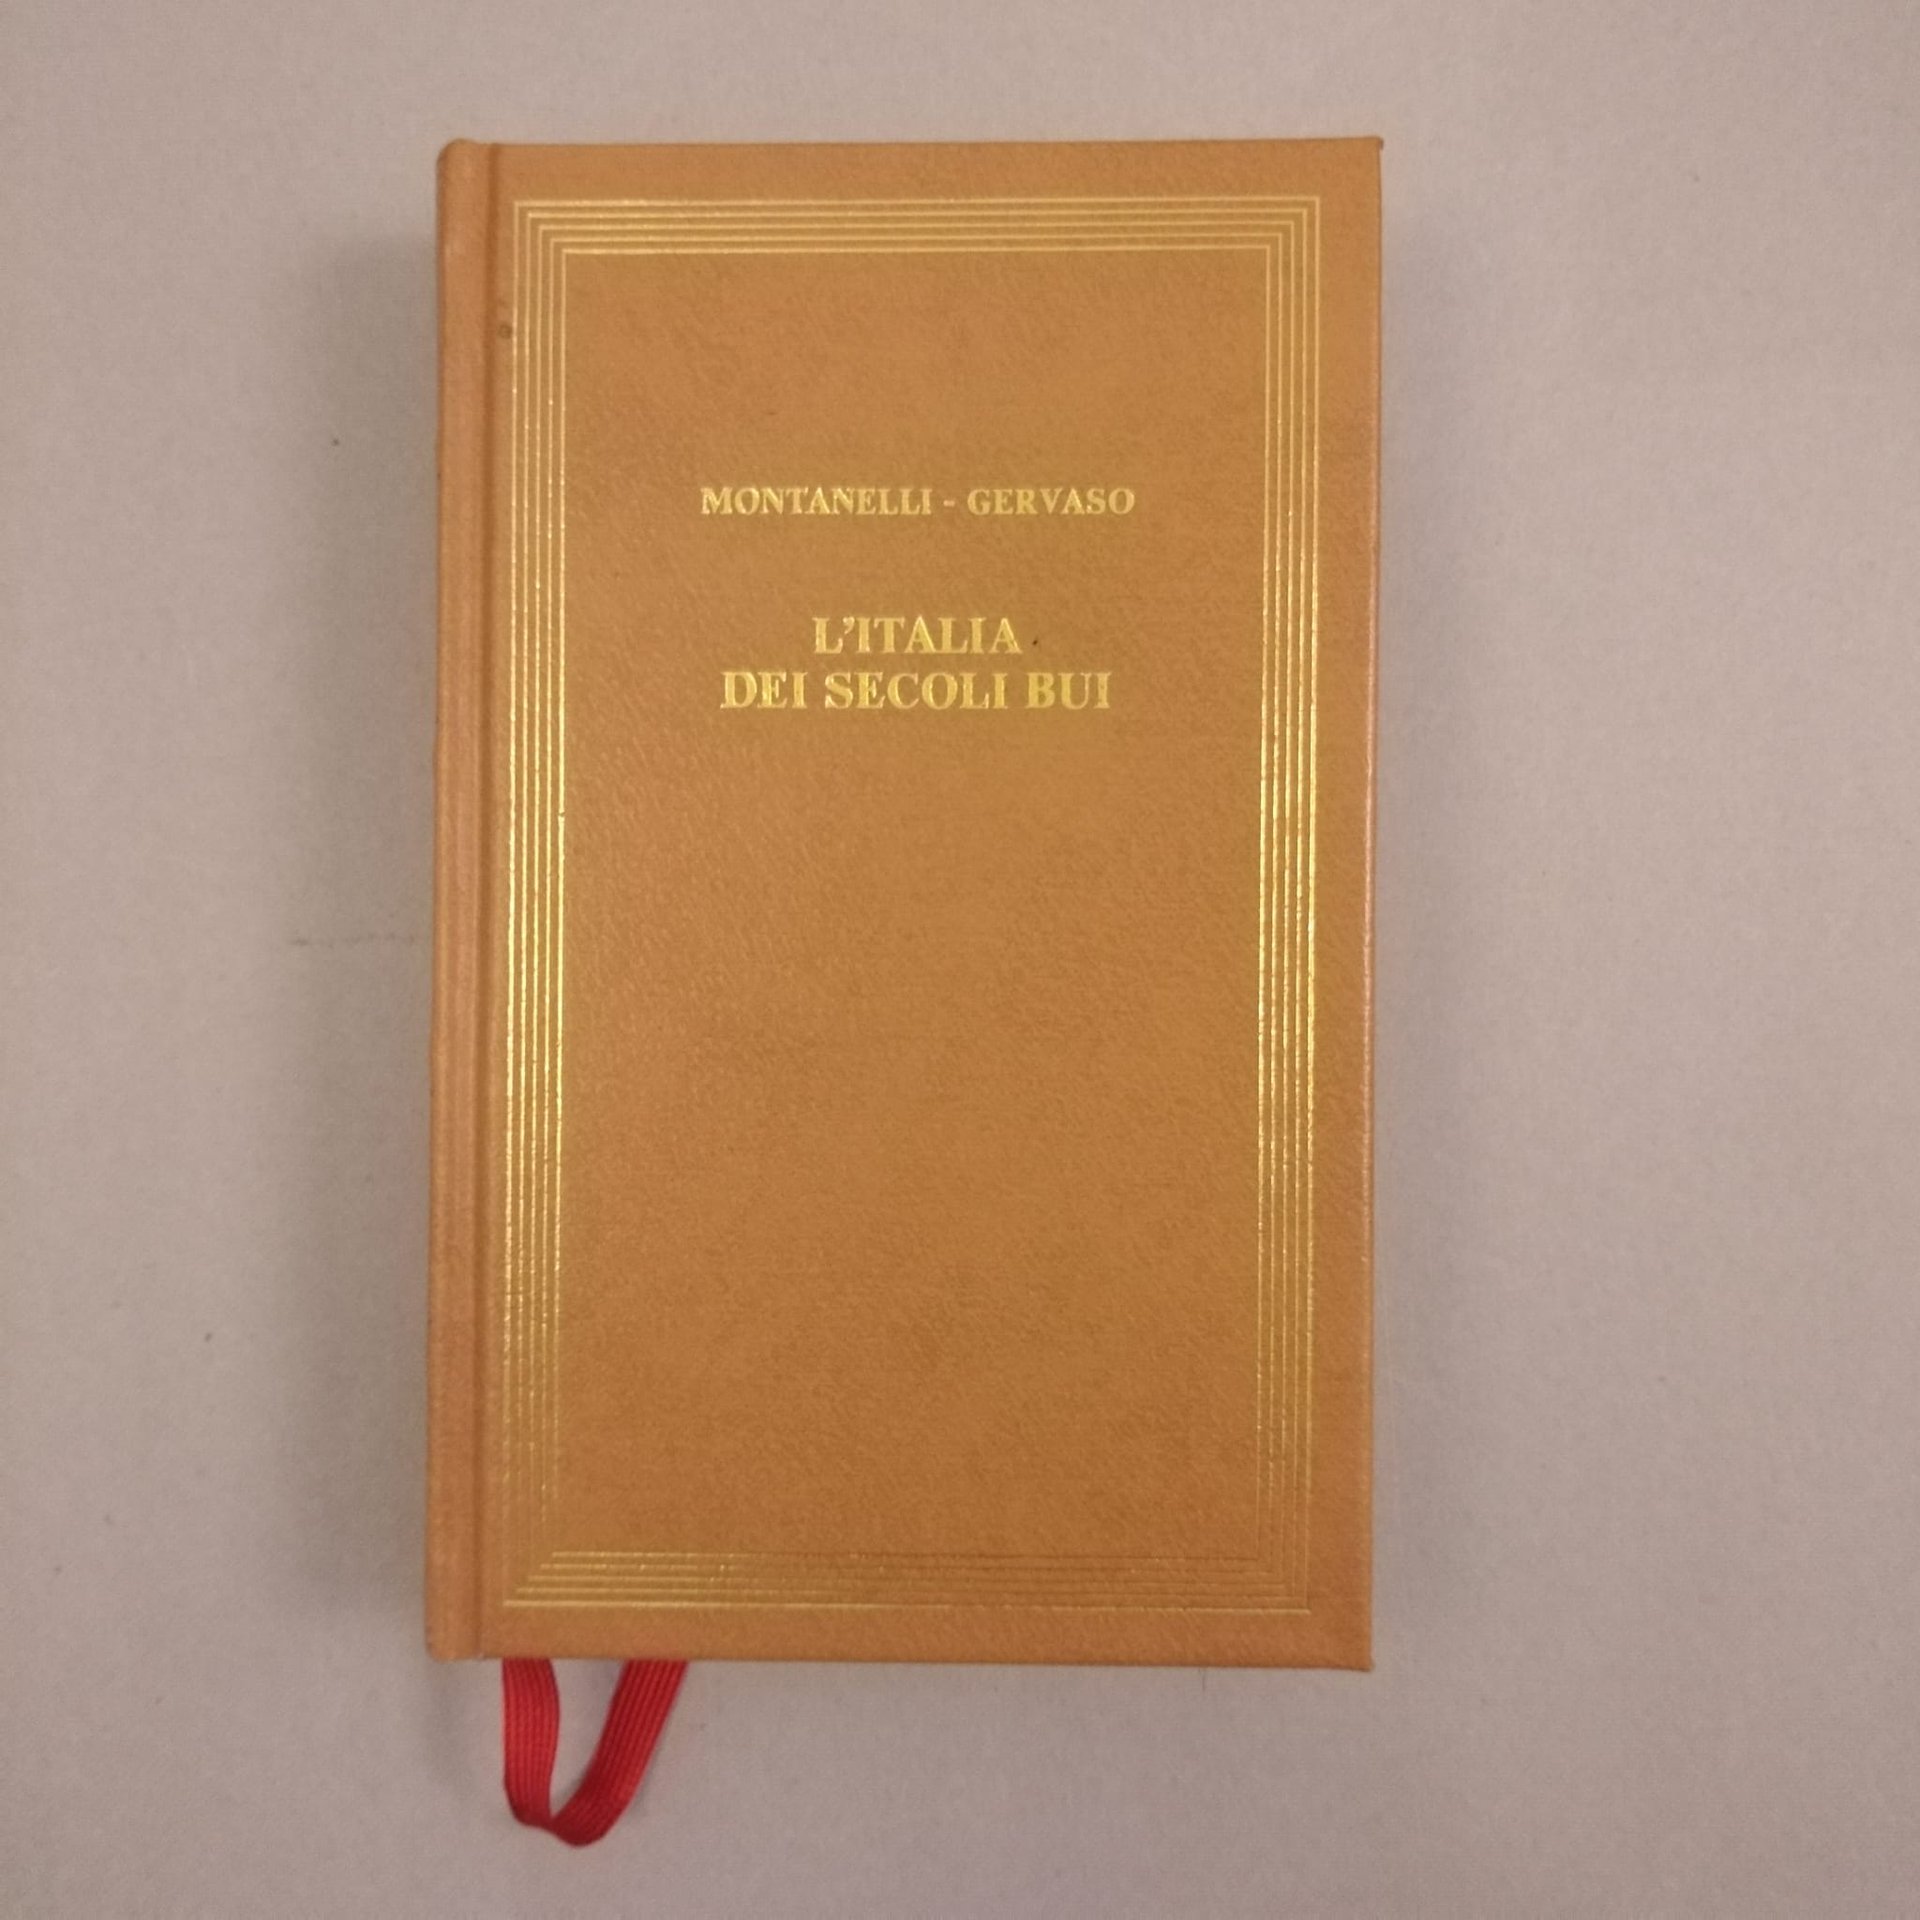 MONTANELLI - GERVASO
L'ITALIA
DEI SECOLI BUI